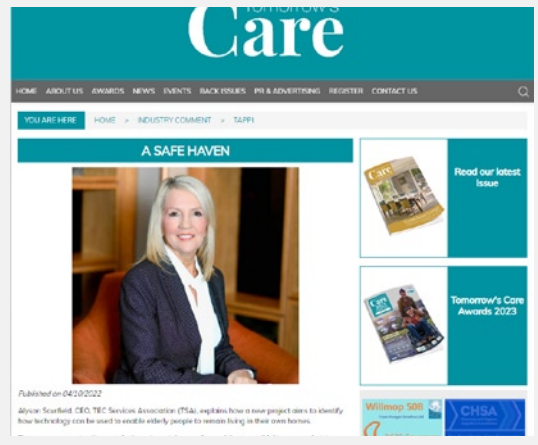 TOMORROW'S
Care
HOME ABOUT US AWARDS NEWS EVENTS BACK ISSUES PR & ADVERTISING REGISTER CONTACT US
YOU ARE HERE HOME > INDUSTRY COMMENT > TAPPI
A SAFE HAVEN
Published on 04/10/2022
Alyson Scurfield, CEO, TEC Services Association (TSA), explains how a new project aims to identify
how technology can be used to enable elderly people to remain living in their own homes.
Care
Read our latest
Issue
Care
Tomorrow's Care
Awards 2023
Willmop 50B
CHSA